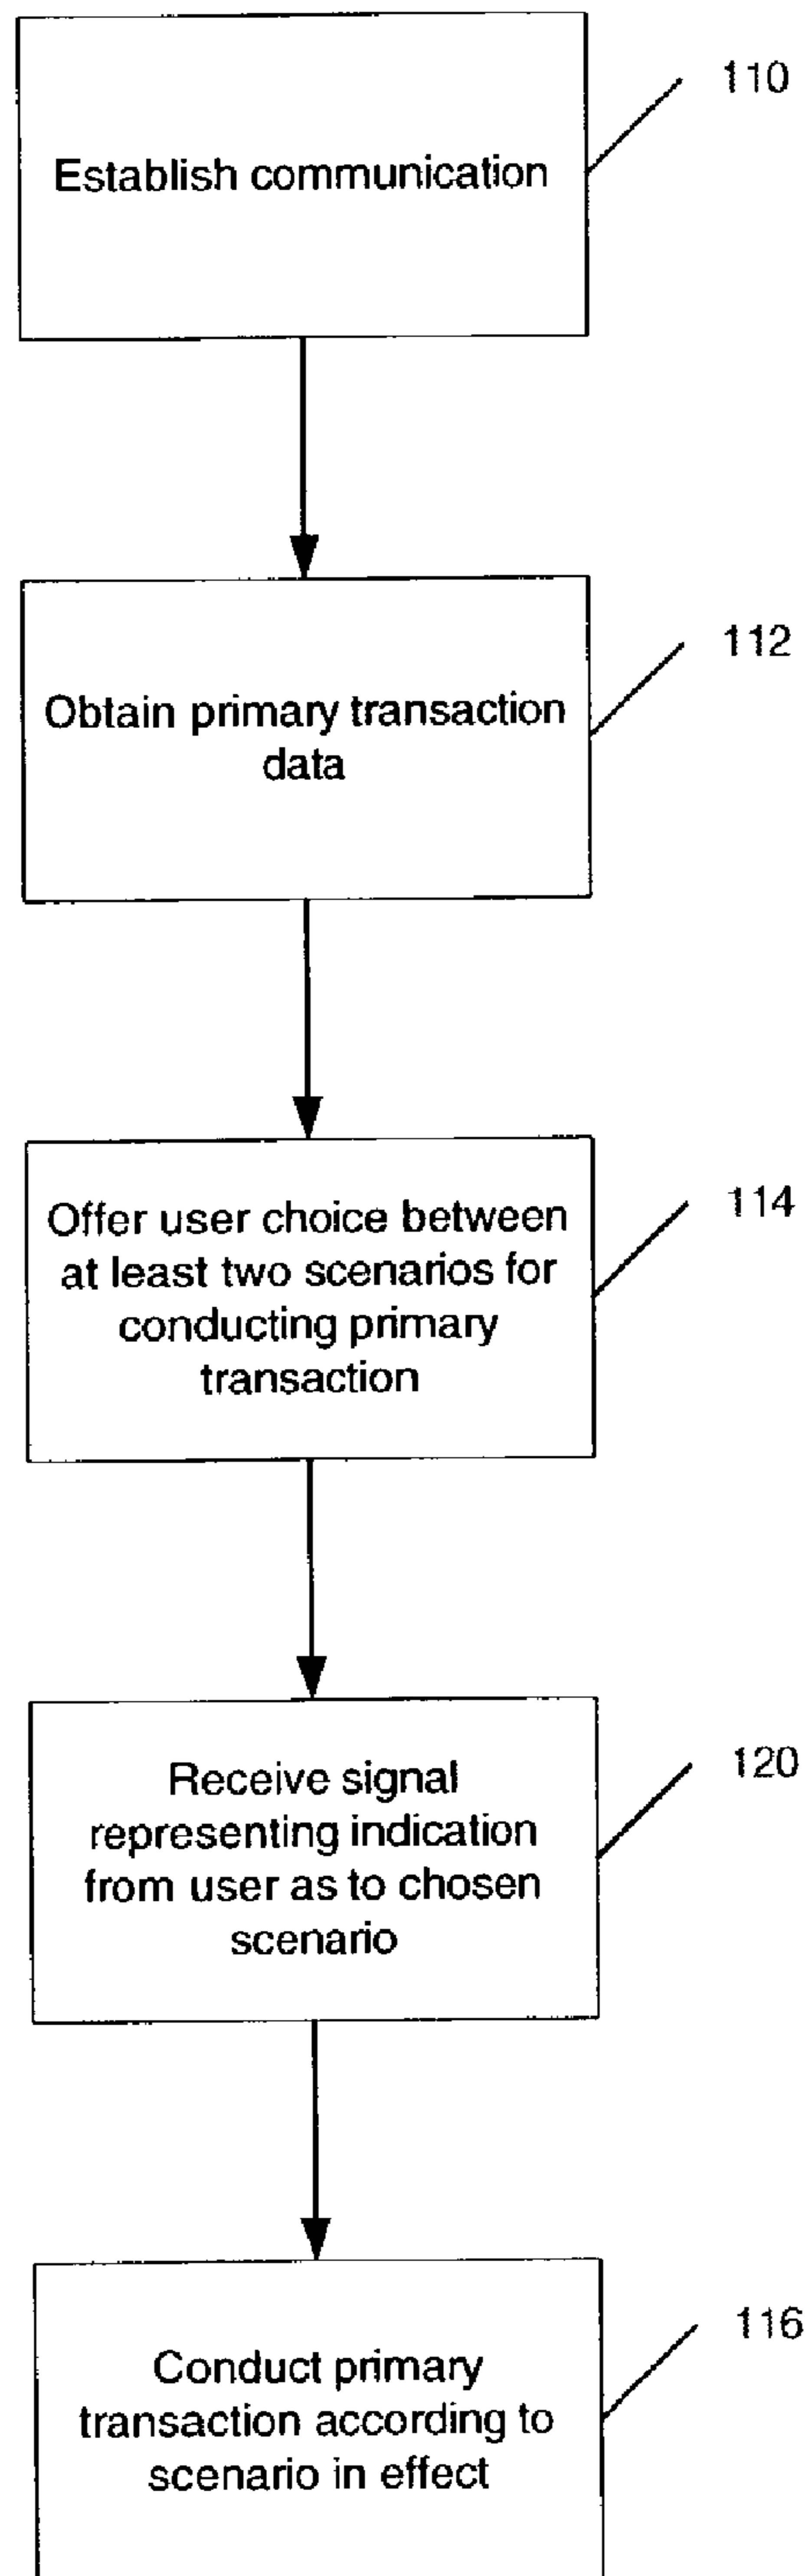 110
Establish communication
112
Obtain primary transaction
data
114
Offer user choice between
at least two scenarios for
conducting primary
transaction
120
Receive signal
representing indication
from user as to chosen
scenario
116
Conduct primary
transaction according to
scenario in effect